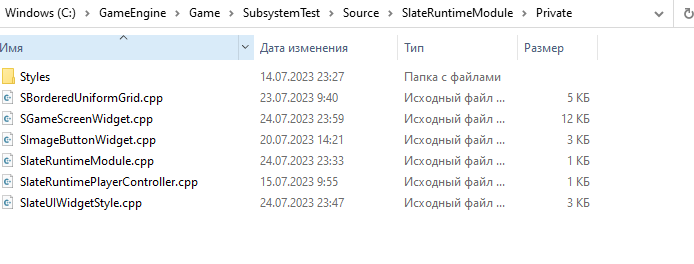 Windows (C:) > GameEngine > Game > SubsystemTest > Source > SlateRuntimeModule > Private
Имя Дата изменения Тип Размер
Styles 14.07.2023 23:27 Папка с файлами
SBorderedUniformGrid.cpp 23.07.2023 9:40 Исходный файл ... 5 КБ
SGameScreenWidget.cpp 24.07.2023 23:59 Исходный файл ... 12 КБ
SImageButtonWidget.cpp 20.07.2023 14:21 Исходный файл ... 3 КБ
SlateRuntimeModule.cpp 24.07.2023 23:33 Исходный файл ... 1 КБ
SlateRuntimePlayerController.cpp 15.07.2023 9:55 Исходный файл ... 1 КБ
SlateUIWidgetStyle.cpp 24.07.2023 23:47 Исходный файл ... 3 КБ